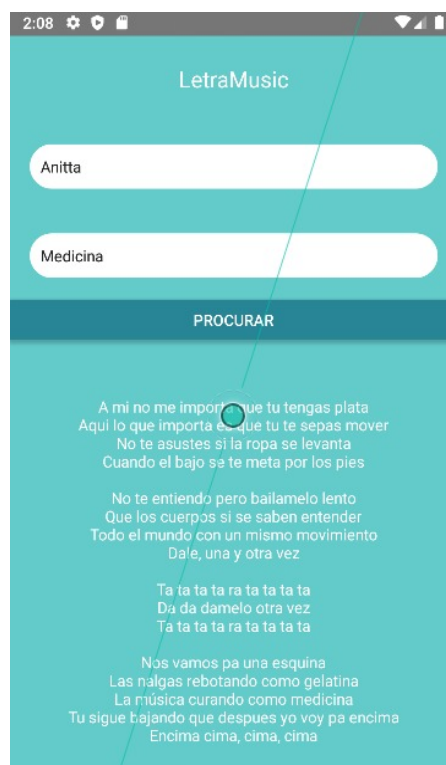 2:08
LetraMusic
Anitta
Medicina
PROCURAR
A mi no me importa que tu tengas plata
Aqui lo que importa es que tu te sepas mover
No te asustes si la ropa se levanta
Cuando el bajo se te meta por los pies
No te entiendo pero bailamelo lento
Que los cuerpos si se saben entender
Todo el mundo con un mismo movimiento
Dale, una y otra vez
Ta ta ta ta ra ta ta ta ta
Da da damelo otra vez
Ta ta ta ta ra ta ta ta ta
Nos vamos pa una esquina
Las nalgas rebotando como gelatina
La música curando como medicina
Tu sigue bajando que despues yo voy pa encima
Encima cima, cima, cima